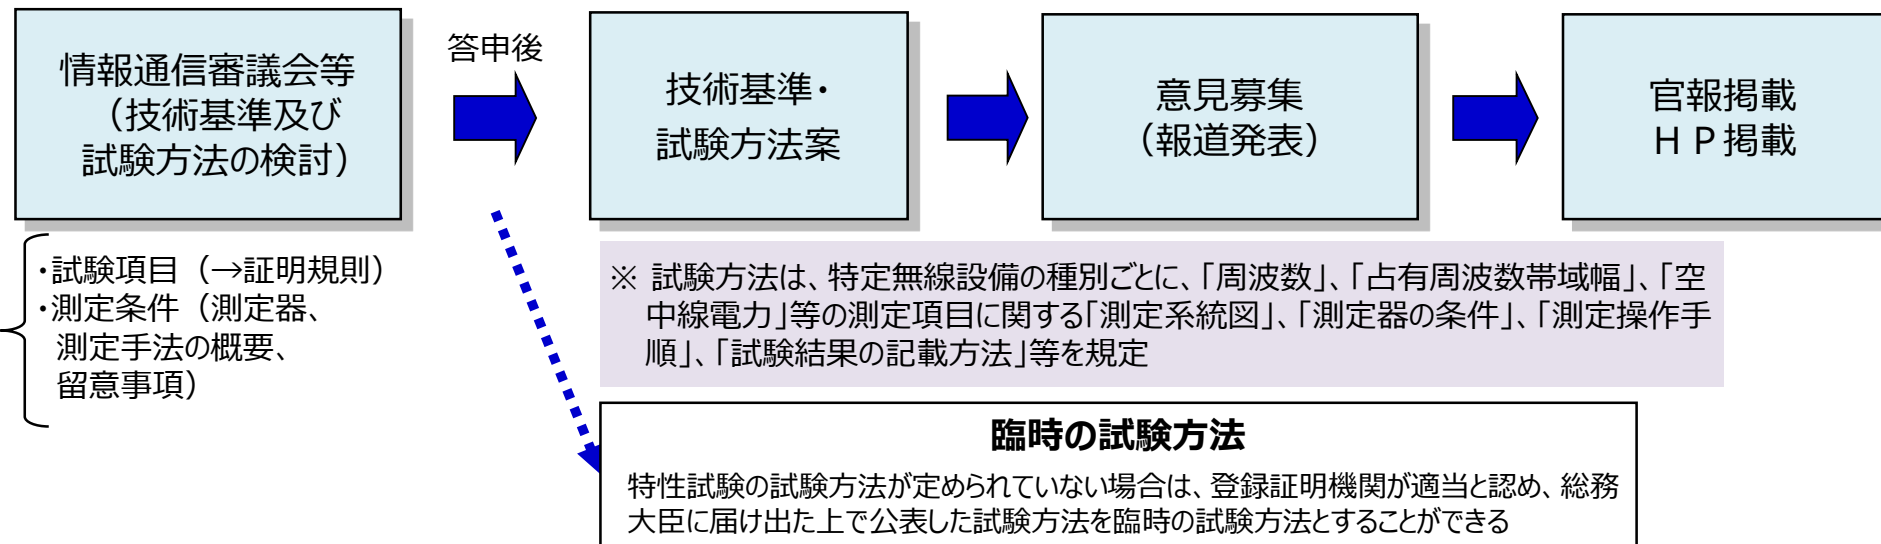 情報通信審議会等
（技術基準及び
試験方法の検討）
答申後
技術基準・
試験方法案
意見募集
（報道発表）
官報掲載
ＨＰ掲載
・試験項目（→証明規則）
・測定条件（測定器、
測定手法の概要、
留意事項）
※ 試験方法は、特定無線設備の種別ごとに、「周波数」、「占有周波数帯域幅」、「空
中線電力」等の測定項目に関する「測定系統図」、「測定器の条件」、「測定操作手
順」、「試験結果の記載方法」等を規定
臨時の試験方法
特性試験の試験方法が定められていない場合は、登録証明機関が適当と認め、総務
大臣に届け出た上で公表した試験方法を臨時の試験方法とすることができる